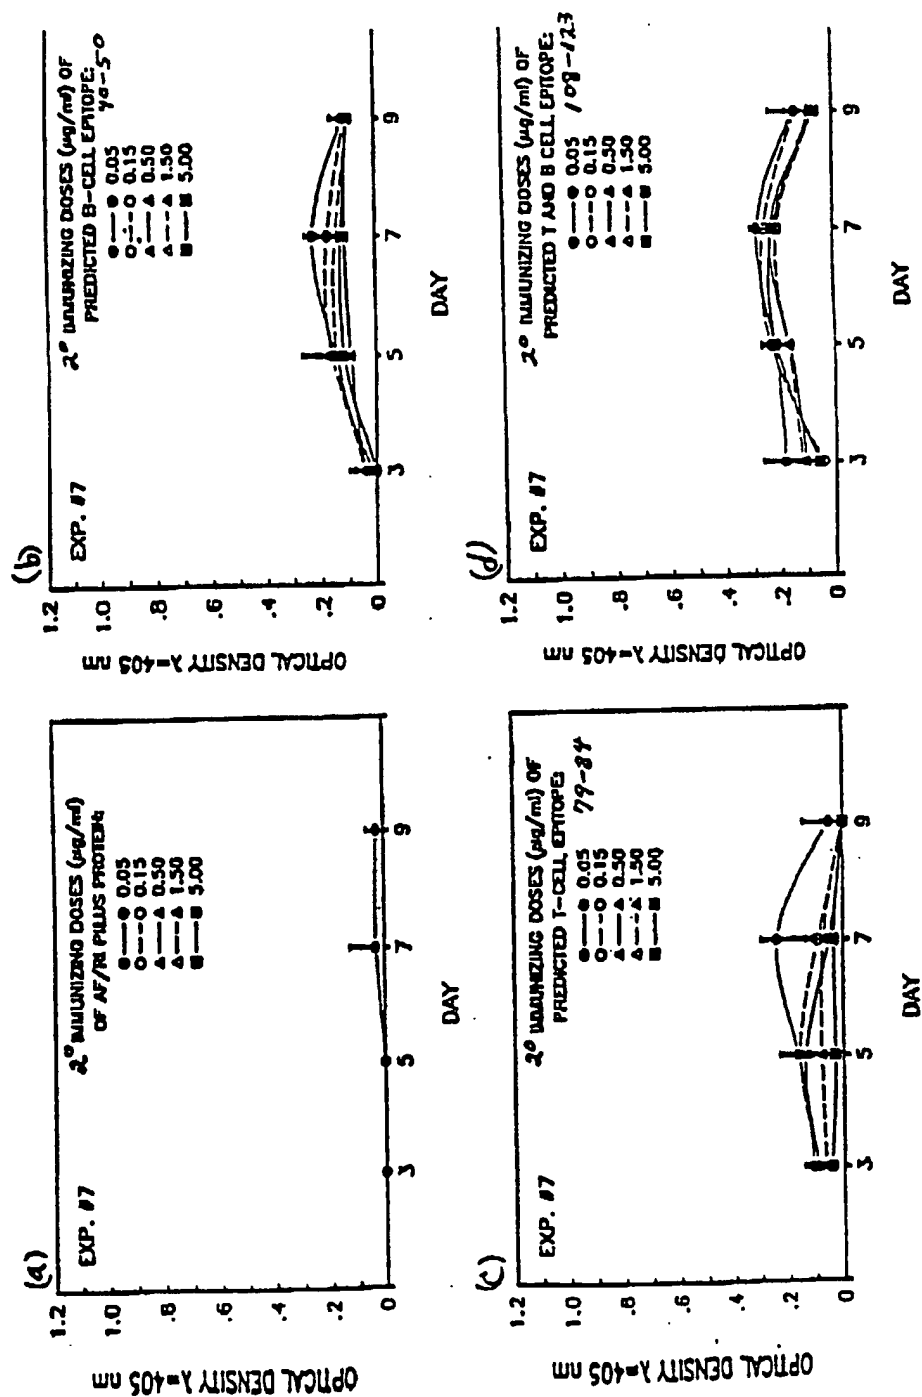 (a)
EXP. #7
2° IMMUNIZING DOSES (µg/ml)
OF AF/R1 PILUS PROTEIN:
0.05
0.15
0.50
1.50
5.00
OPTICAL DENSITY λ=405 nm
1.2
1.0
.8
.6
.4
.2
0
3
5
7
9
DAY
(b)
EXP. #7
2° IMMUNIZING DOSES (µg/ml) OF
PREDICTED B-CELL EPITOPE:
40-50
0.05
0.15
0.50
1.50
5.00
OPTICAL DENSITY λ=405 nm
1.2
1.0
.8
.6
.4
.2
0
3
5
7
9
DAY
(c)
EXP. #7
2° IMMUNIZING DOSES (µg/ml) OF
PREDICTED T-CELL EPITOPE:
79-84
0.05
0.15
0.50
1.50
5.00
OPTICAL DENSITY λ=405 nm
1.2
1.0
.8
.6
.4
.2
0
3
5
7
9
DAY
(d)
EXP. #7
2° IMMUNIZING DOSES (µg/ml) OF
PREDICTED T AND B CELL EPITOPE:
108-123
0.05
0.15
0.50
1.50
5.00
OPTICAL DENSITY λ=405 nm
1.2
1.0
.8
.6
.4
.2
0
3
5
7
9
DAY